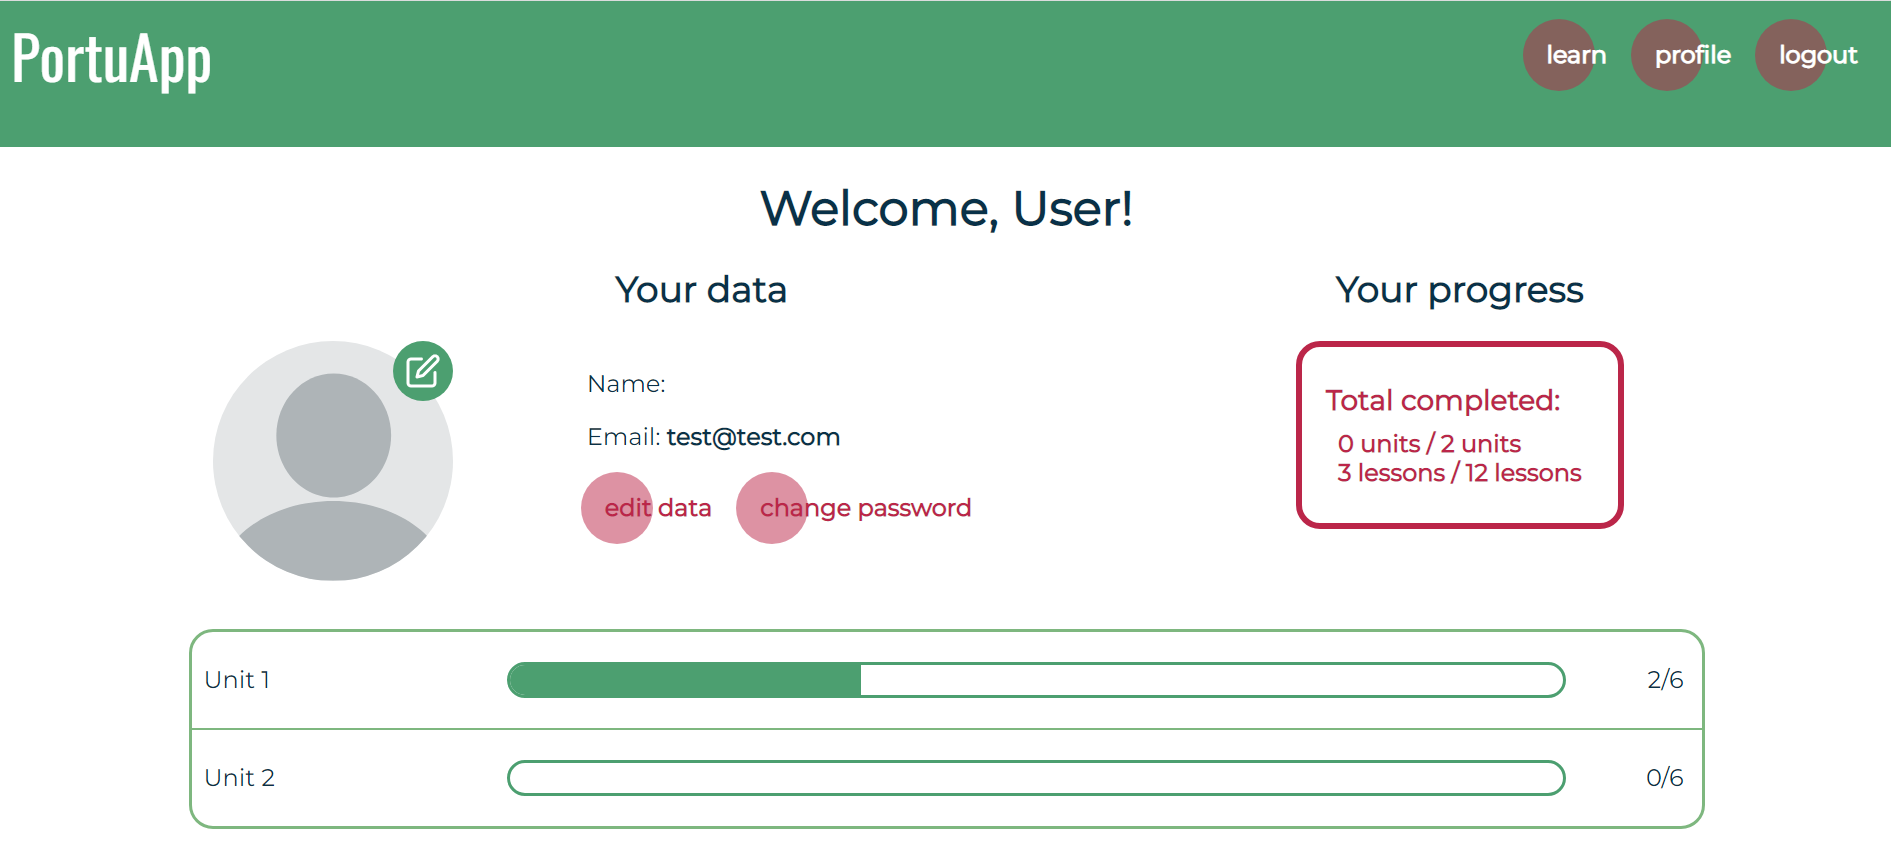 PortuApp
learn profile logout
Welcome, User!
Your data
Your progress
Name:
Email: test@test.com
edit data change password
Total completed:
0 units / 2 units
3 lessons / 12 lessons
Unit 1 2/6
Unit 2 0/6